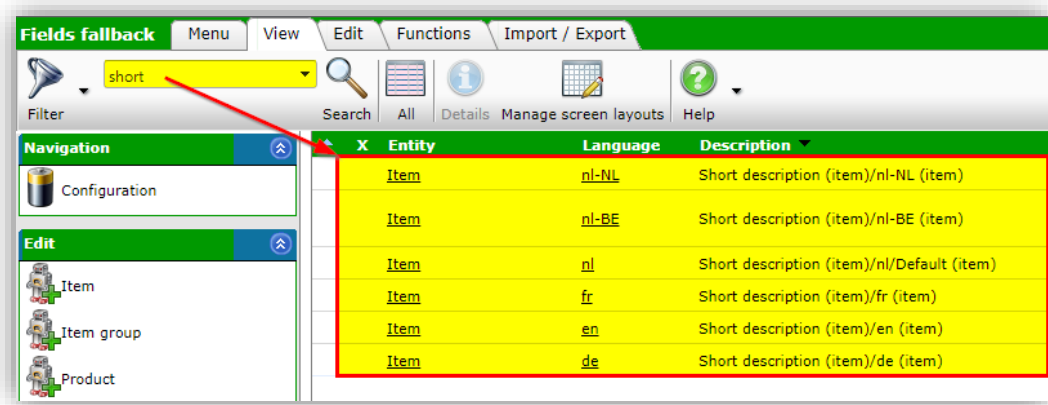 Fields fallback Menu View Edit Functions Import / Export
short
Filter Search All Details Manage screen layouts Help
Navigation
Configuration
Edit
Item
Item group
Product
X Entity Language Description
Item nl-NL Short description (item)/nl-NL (item)
Item nl-BE Short description (item)/nl-BE (item)
Item nl Short description (item)/nl/Default (item)
Item fr Short description (item)/fr (item)
Item en Short description (item)/en (item)
Item de Short description (item)/de (item)